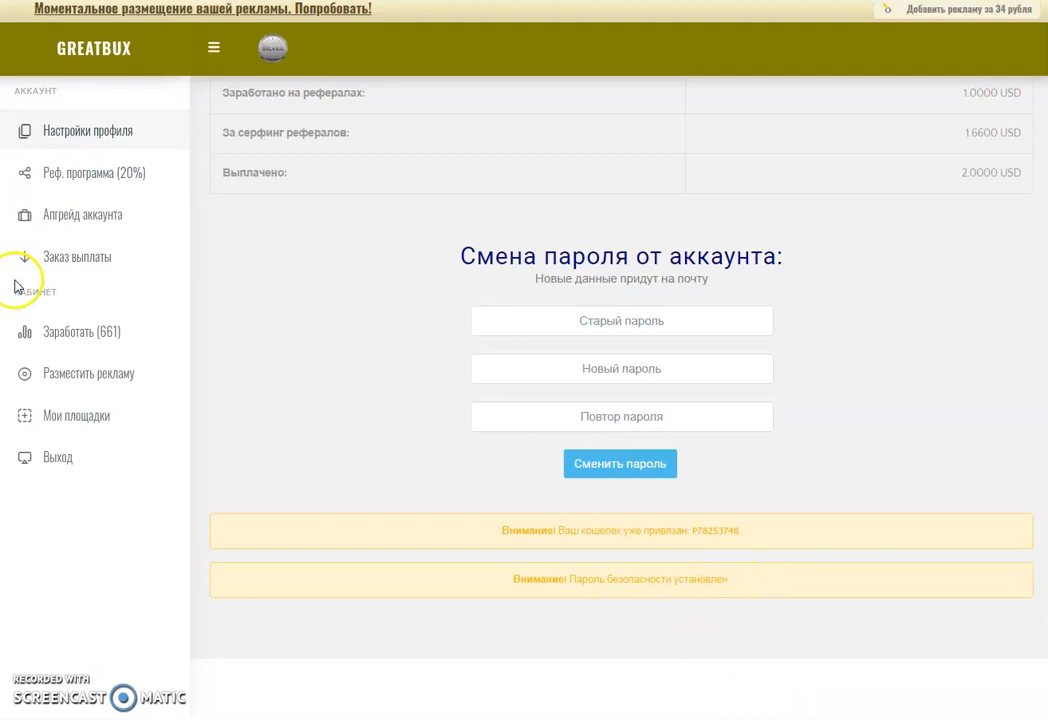 Моментальное размещение вашей рекламы. Попробовать!
Добавить рекламу за 34 рубля
GREATBUX
SILVER
АККАУНТ
Настройки профиля
Реф. программа (20%)
Апгрейд аккаунта
Заказ выплаты
Заработать (661)
Разместить рекламу
Мои площадки
Выход
Заработано на рефералах: 1.0000 USD
За серфинг рефералов: 1.6600 USD
Выплачено: 2.0000 USD
Смена пароля от аккаунта:
Новые данные придут на почту
Старый пароль
Новый пароль
Повтор пароля
Сменить пароль
Внимание! Ваш кошелек уже привязан: P78253748
Внимание! Пароль безопасности установлен
RECORDED WITH
SCREENCAST MATIC